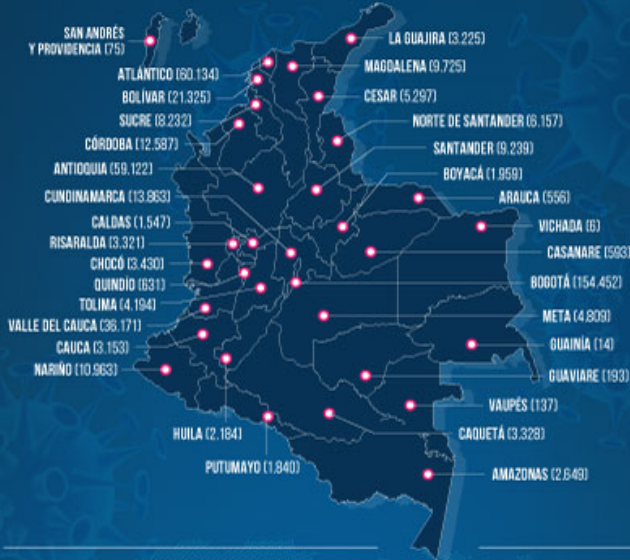 SAN ANDRÉS
Y PROVIDENCIA (75)
ATLÁNTICO (60.134)
BOLÍVAR (21.325)
SUCRE (8.232)
CÓRDOBA (12.587)
ANTIOQUIA (59.122)
CUNDINAMARCA (13.863)
CALDAS (1.547)
RISARALDA (3.321)
CHOCÓ (3.430)
QUINDÍO (631)
TOLIMA (4.194)
VALLE DEL CAUCA (36.171)
CAUCA (3.153)
NARIÑO (10.963)
HUILA (2.184)
PUTUMAYO (1.840)
LA GUAJIRA (3.225)
MAGDALENA (9.725)
CESAR (5.297)
NORTE DE SANTANDER (6.157)
SANTANDER (9.239)
BOYACÁ (1.959)
ARAUCA (556)
VICHADA (6)
CASANARE (593)
BOGOTÁ (154.452)
META (4.809)
GUAINÍA (14)
GUAVIARE (193)
VAUPÉS (137)
CAQUETÁ (3.328)
AMAZONAS (2.649)